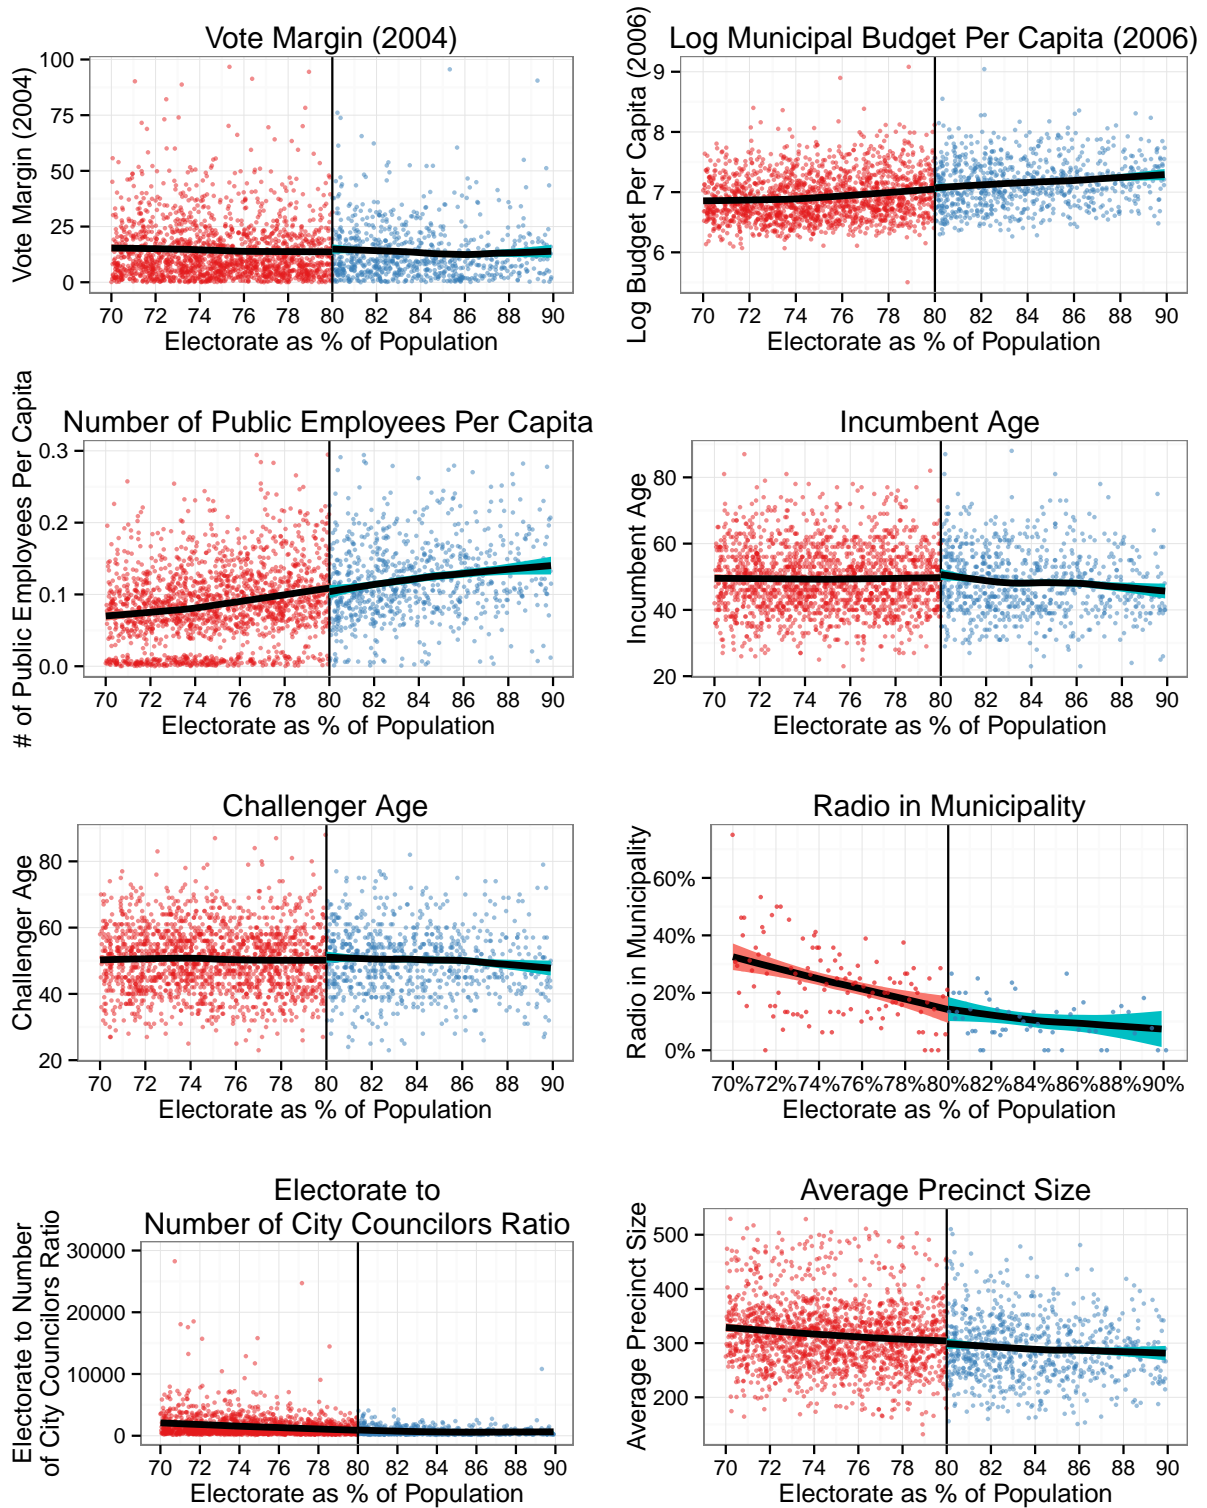 Vote Margin (2004)
Vote Margin (2004)
100
75
50
25
0
70 72 74 76 78 80 82 84 86 88 90
Electorate as % of Population
Log Municipal Budget Per Capita (2006)
Log Budget Per Capita (2006)
9
8
7
6
70 72 74 76 78 80 82 84 86 88 90
Electorate as % of Population
Number of Public Employees Per Capita
# of Public Employees Per Capita
0.3
0.2
0.1
0.0
70 72 74 76 78 80 82 84 86 88 90
Electorate as % of Population
Incumbent Age
Incumbent Age
80
60
40
20
70 72 74 76 78 80 82 84 86 88 90
Electorate as % of Population
Challenger Age
Challenger Age
80
60
40
20
70 72 74 76 78 80 82 84 86 88 90
Electorate as % of Population
Radio in Municipality
Radio in Municipality
60%
40%
20%
0%
70% 72% 74% 76% 78% 80% 82% 84% 86% 88% 90%
Electorate as % of Population
Electorate to
Number of City Councilors Ratio
Electorate to Number
of City Councilors Ratio
30000
20000
10000
0
70 72 74 76 78 80 82 84 86 88 90
Electorate as % of Population
Average Precinct Size
Average Precinct Size
500
400
300
200
70 72 74 76 78 80 82 84 86 88 90
Electorate as % of Population